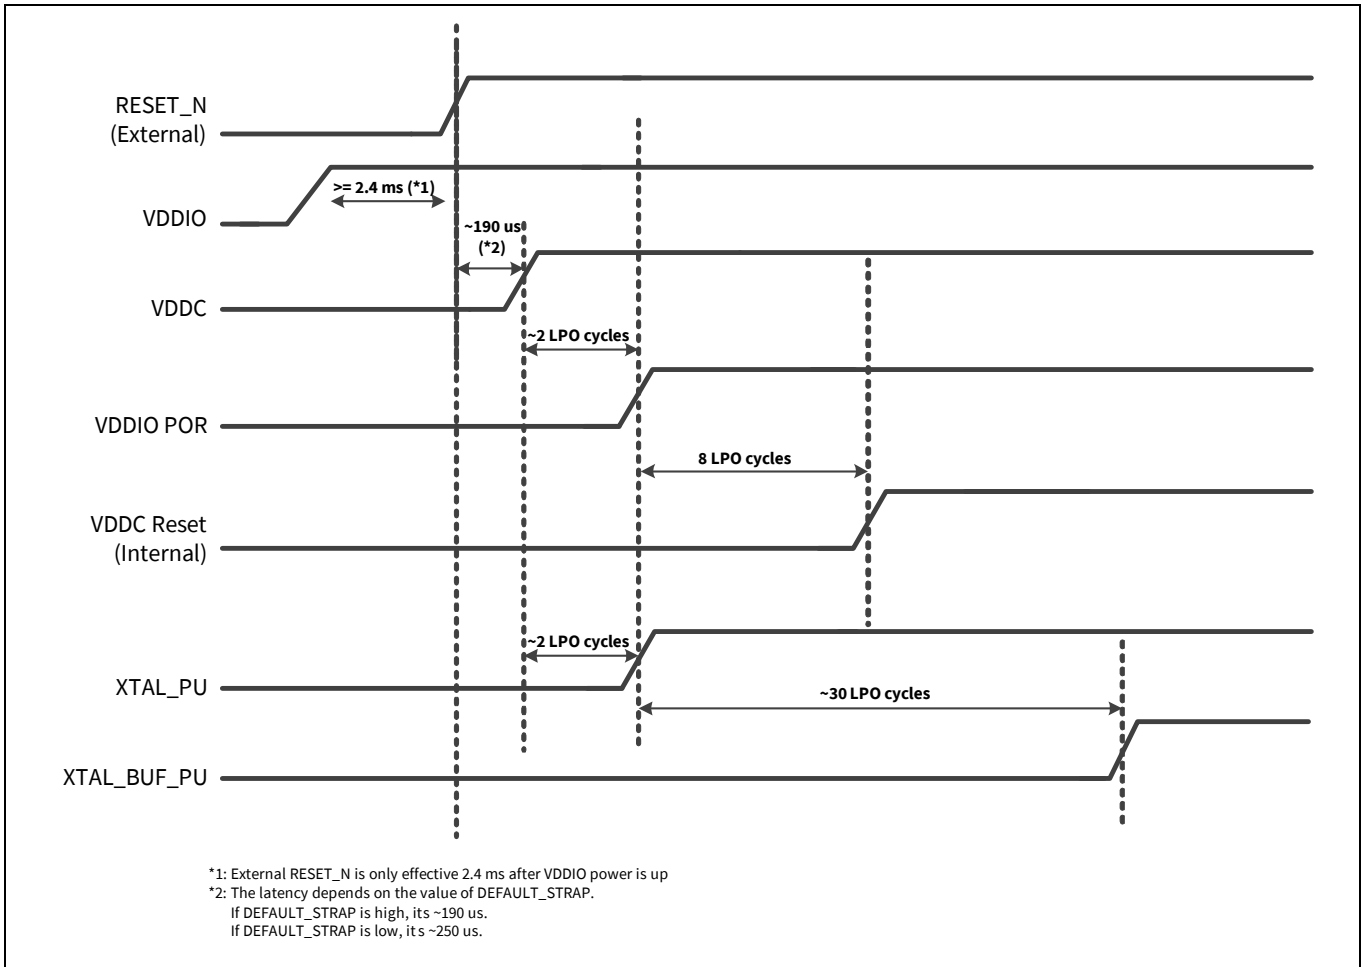 RESET_N
(External)
>= 2.4 ms (*1)
VDDIO
~190 us
(*2)
VDDC
~2 LPO cycles
VDDIO POR
8 LPO cycles
VDDC Reset
(Internal)
~2 LPO cycles
XTAL_PU
~30 LPO cycles
XTAL_BUF_PU
*1: External RESET_N is only effective 2.4 ms after VDDIO power is up
*2: The latency depends on the value of DEFAULT_STRAP.
If DEFAULT_STRAP is high, its ~190 us.
If DEFAULT_STRAP is low, its ~250 us.